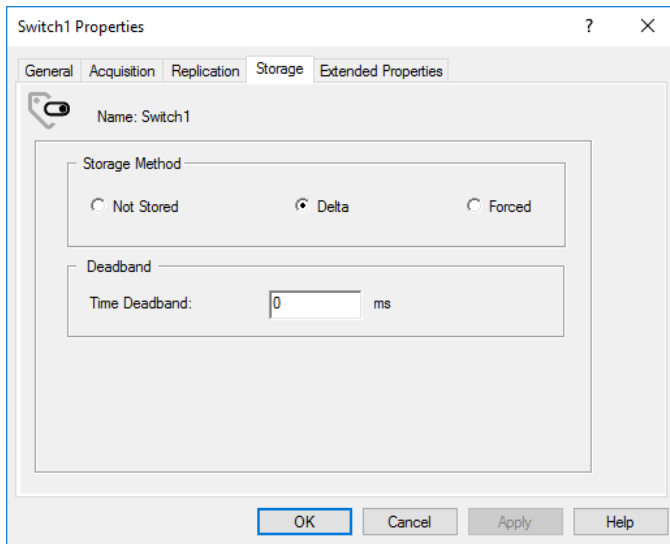 Switch1 Properties ? ×
General Acquisition Replication Storage Extended Properties
Name: Switch1
Storage Method
Not Stored Delta Forced
Deadband
Time Deadband: 0 ms
OK Cancel Apply Help